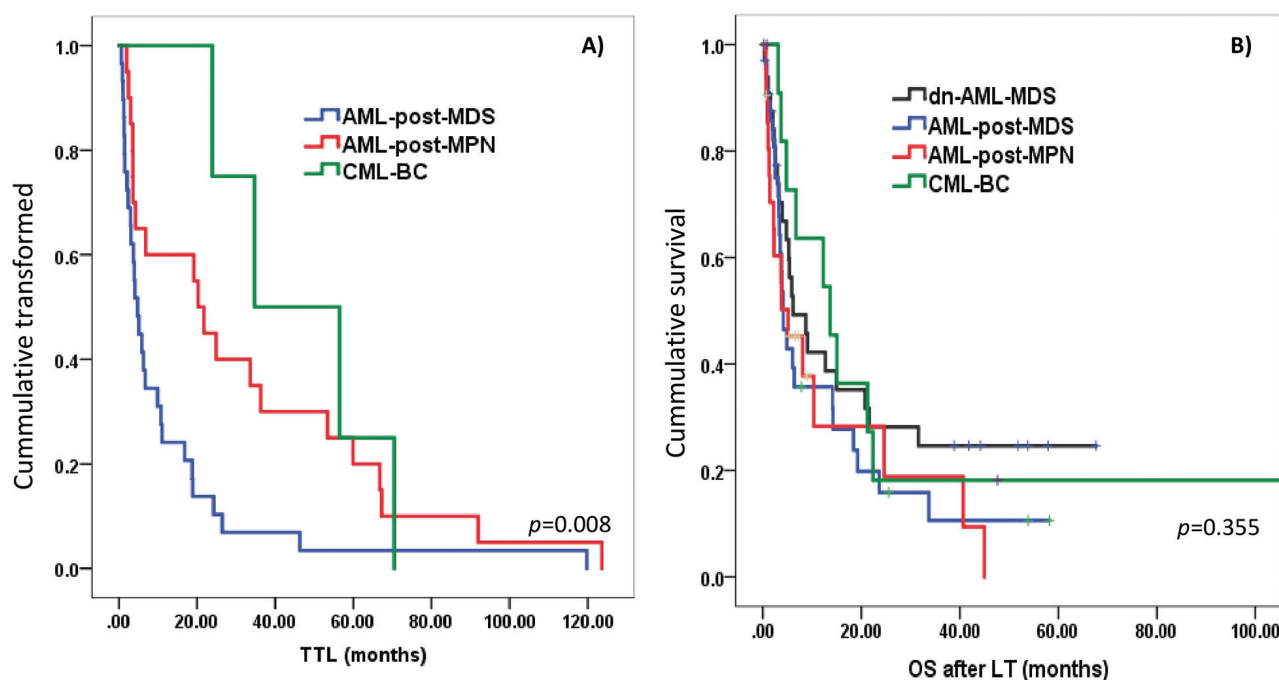 A)
AML-post-MDS
AML-post-MPN
CML-BC
Cummulative transformed
1.0
0.8
0.6
0.4
0.2
0.0
p=0.008
.00 20.00 40.00 60.00 80.00 100.00 120.00
TTL (months)
B)
dn-AML-MDS
AML-post-MDS
AML-post-MPN
CML-BC
Cummulative survival
1.0
0.8
0.6
0.4
0.2
0.0
p=0.355
.00 20.00 40.00 60.00 80.00 100.00
OS after LT (months)